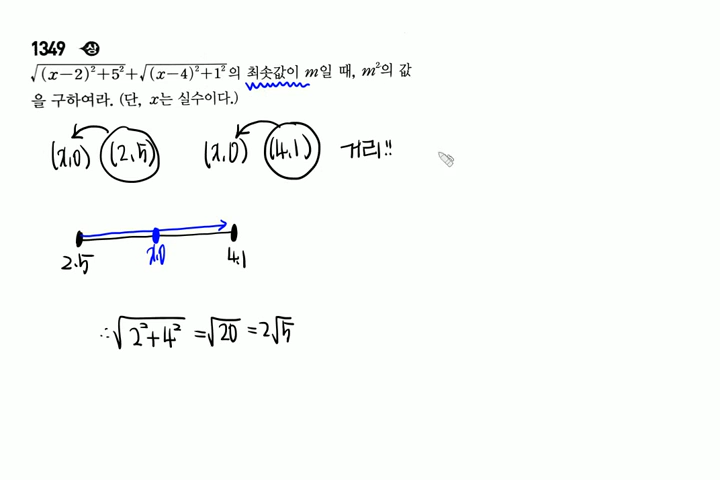 1349 상
√(x-2)²+5²+√(x-4)²+1²의 최솟값이 m일 때, m²의 값
을 구하여라. (단, x는 실수이다.)
(x,0) (2,5) (x,0) (4,1) 거리!!
2.5 x.0 4.1
∴√2²+4² =√20 =2√5